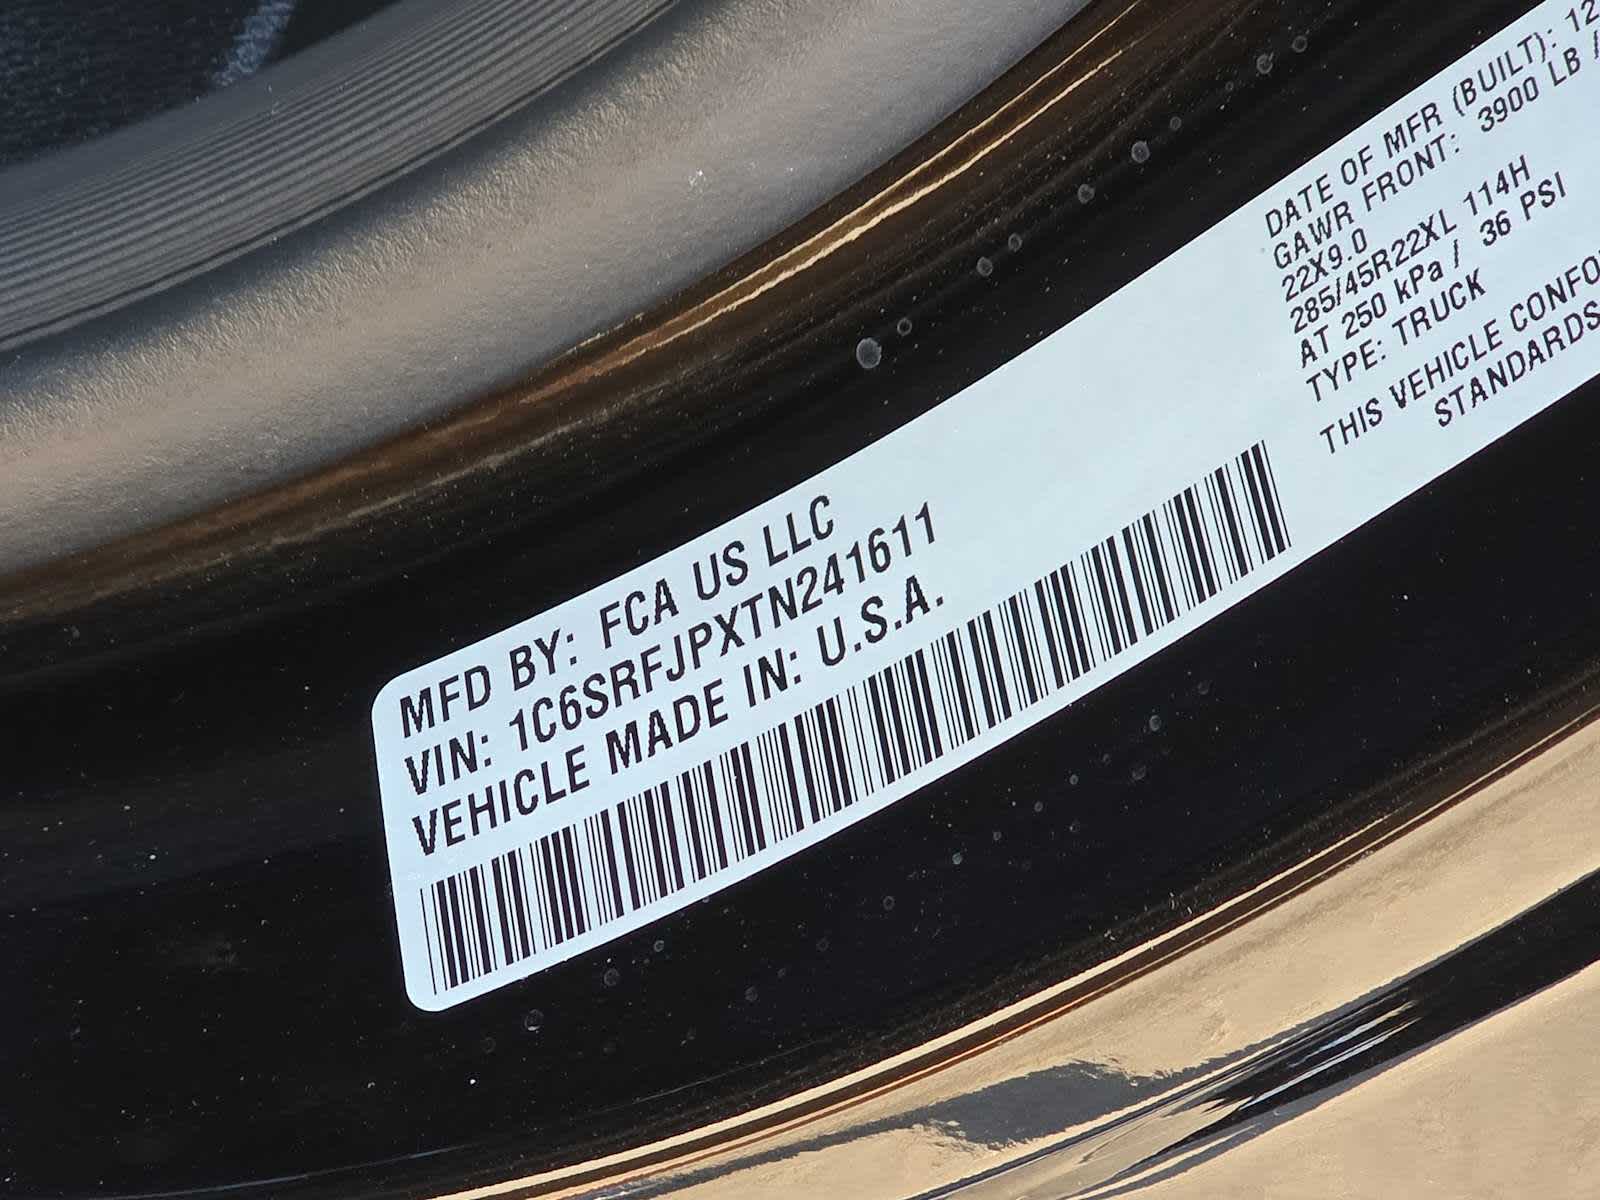 MFD BY: FCA US LLC
VIN: 1C6SRFJPXTN241611
VEHICLE MADE IN: U.S.A.
DATE OF MFR (BUILT): 12
GAWR FRONT: 3900 LB /
22X9.0
285/45R22XL 114H
AT 250 kPa / 36 PSI
TYPE: TRUCK
THIS VEHICLE
STANDARDS